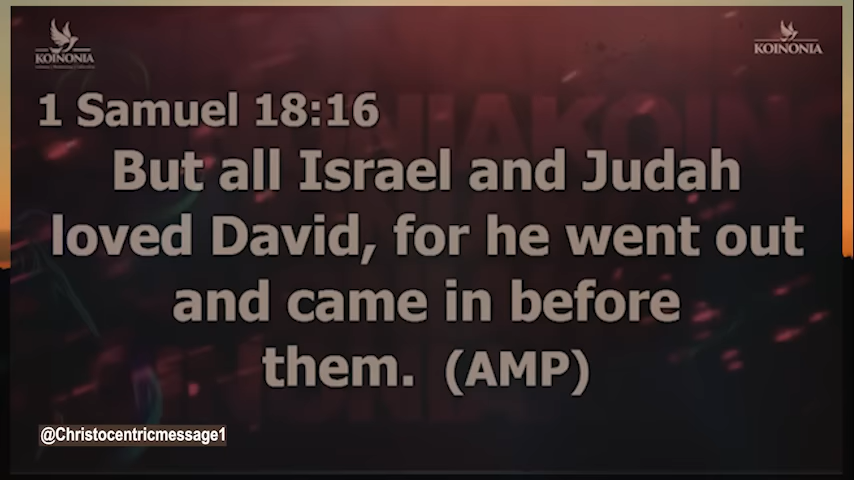 KOINONIA
KOINONIA
1 Samuel 18:16
But all Israel and Judah
loved David, for he went out
and came in before
them. (AMP)
@Christocentricmessage1